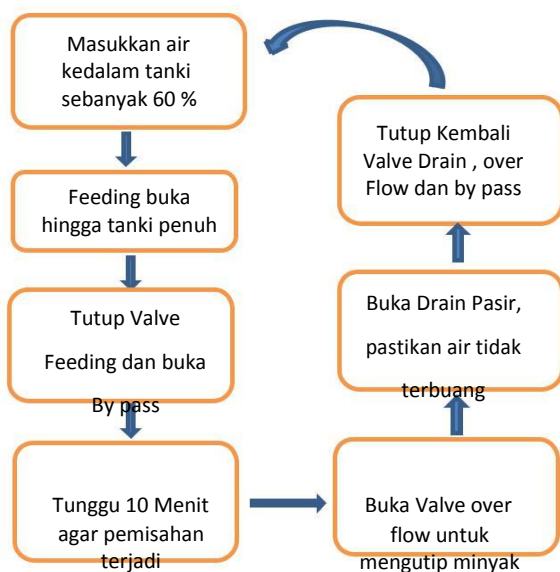 Masukkan air
kedalam tanki
sebanyak 60 %
Feeding buka
hingga tanki penuh
Tutup Valve
Feeding dan buka
By pass
Tunggu 10 Menit
agar pemisahan
terjadi
Buka Valve over
flow untuk
mengutip minyak
Buka Drain Pasir,
pastikan air tidak
terbuang
Tutup Kembali
Valve Drain , over
Flow dan by pass